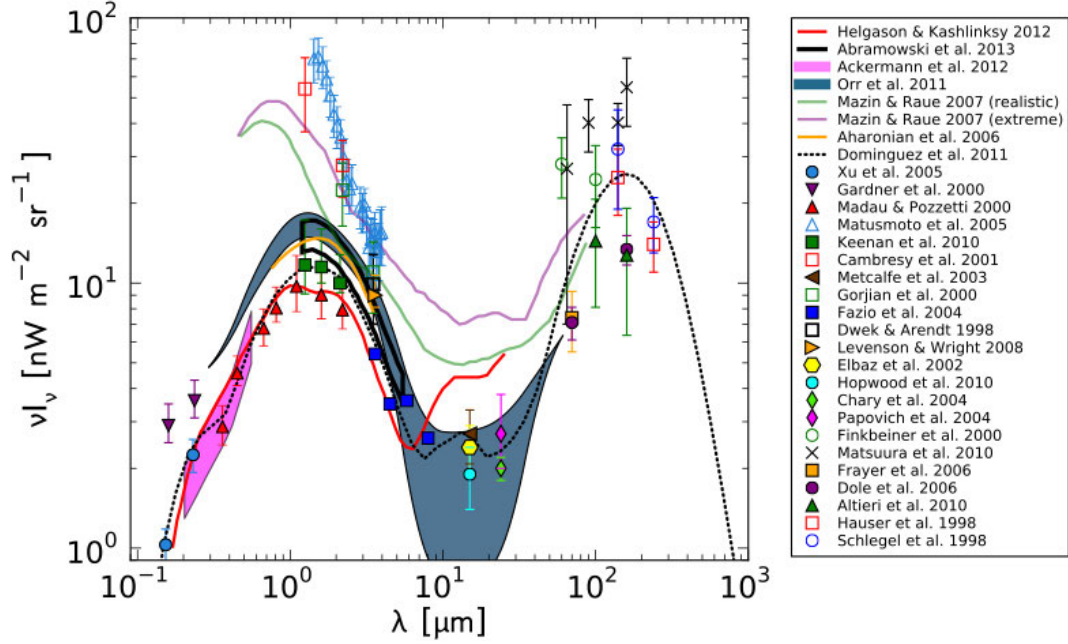 10²
10¹
10⁰
νIᵥ [nW m⁻² sr⁻¹]
10⁻¹ 10⁰ 10¹ 10² 10³
λ [μm]
Helgason & Kashlinksy 2012
Abramowski et al. 2013
Ackermann et al. 2012
Orr et al. 2011
Mazin & Raue 2007 (realistic)
Mazin & Raue 2007 (extreme)
Aharonian et al. 2006
Dominguez et al. 2011
Xu et al. 2005
Gardner et al. 2000
Madau & Pozzetti 2000
Matusmoto et al. 2005
Keenan et al. 2010
Cambresy et al. 2001
Metcalfe et al. 2003
Gorjian et al. 2000
Fazio et al. 2004
Dwek & Arendt 1998
Levenson & Wright 2008
Elbaz et al. 2002
Hopwood et al. 2010
Chary et al. 2004
Papovich et al. 2004
Finkbeiner et al. 2000
Matsuura et al. 2010
Frayer et al. 2006
Dole et al. 2006
Altieri et al. 2010
Hauser et al. 1998
Schlegel et al. 1998